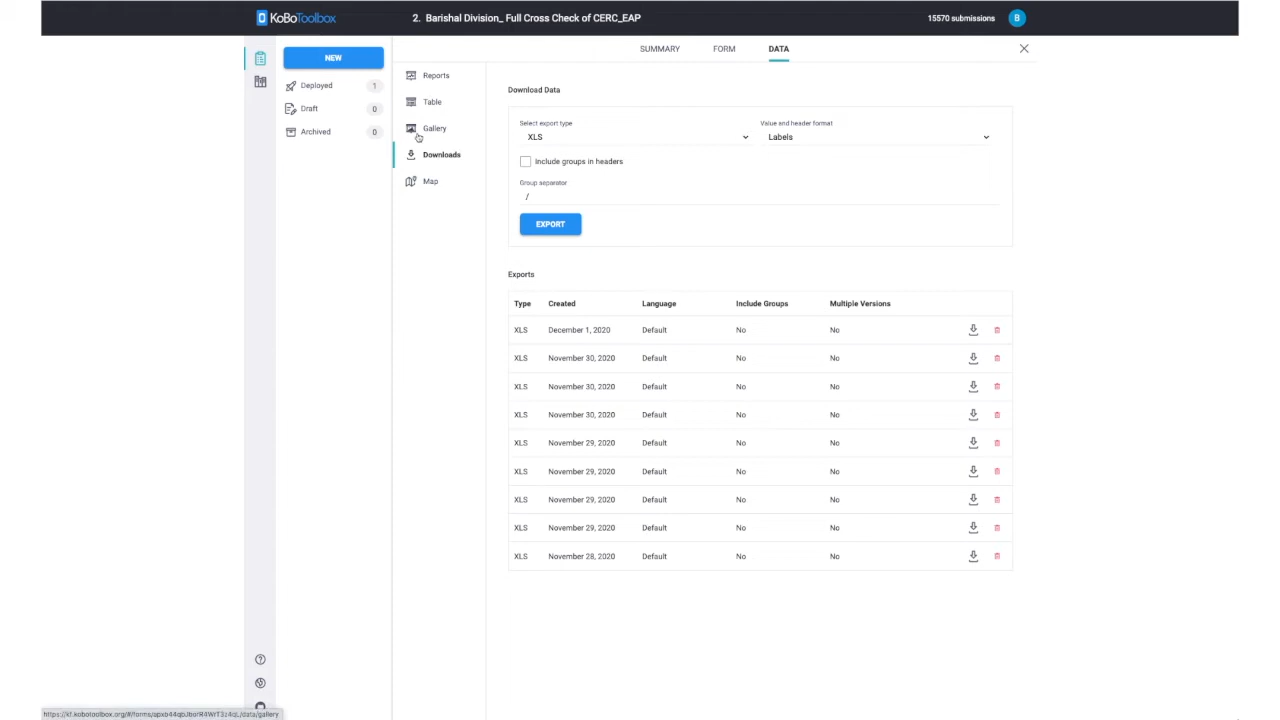 KoBoToolbox
2. Barishal Division_ Full Cross Check of CERC_EAP
15570 submissions
B
NEW
Deployed 1
Draft 0
Archived 0
SUMMARY FORM DATA
Reports
Table
Gallery
Downloads
Map
Download Data
Select export type
XLS
Value and header format
Labels
Include groups in headers
Group separator
/
EXPORT
Exports
Type Created Language Include Groups Multiple Versions
XLS December 1, 2020 Default No No
XLS November 30, 2020 Default No No
XLS November 30, 2020 Default No No
XLS November 30, 2020 Default No No
XLS November 29, 2020 Default No No
XLS November 29, 2020 Default No No
XLS November 29, 2020 Default No No
XLS November 29, 2020 Default No No
XLS November 28, 2020 Default No No